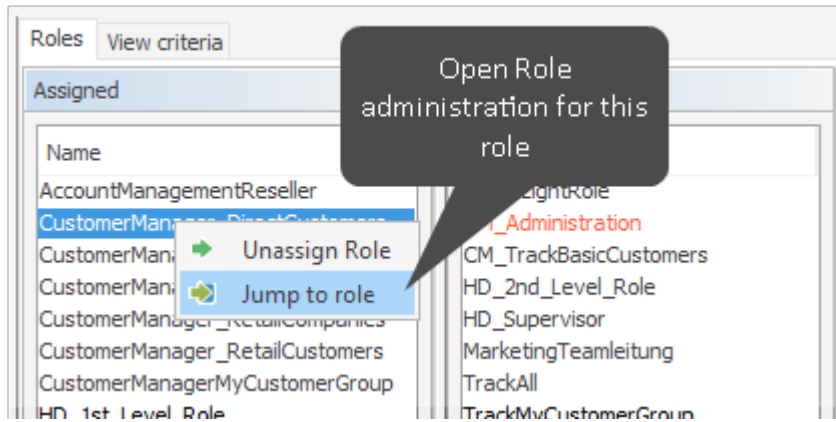 Roles
View criteria
Open Role
administration for this
role
Assigned
Name
AccountManagementReseller
CustomerManager_DirectCustomers
Unassign Role
Jump to role
CustomerManager_RetailCompanies
CustomerManager_RetailCustomers
CustomerManagerMyCustomerGroup
HD_1st_Level_Role
CM_Administration
CM_TrackBasicCustomers
HD_2nd_Level_Role
HD_Supervisor
MarketingTeamleitung
TrackAll
TrackMyCustomerGroup